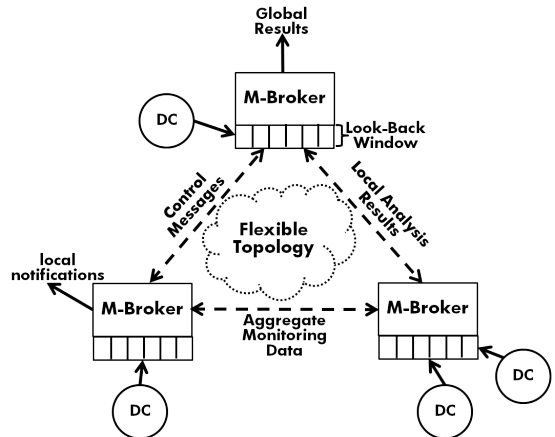 Global
Results
M-Broker
DC
Look-Back
Window
Control
Messages
Local Analysis
Results
Flexible
Topology
local
notifications
M-Broker
Aggregate
Monitoring
Data
M-Broker
DC
DC
DC